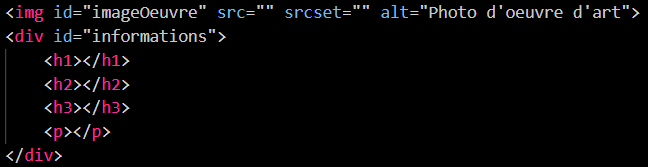 <img id="imageOeuvre" src="" srcset="" alt="Photo d'oeuvre d'art">
<div id="informations">
    <h1></h1>
    <h2></h2>
    <h3></h3>
    <p></p>
</div>